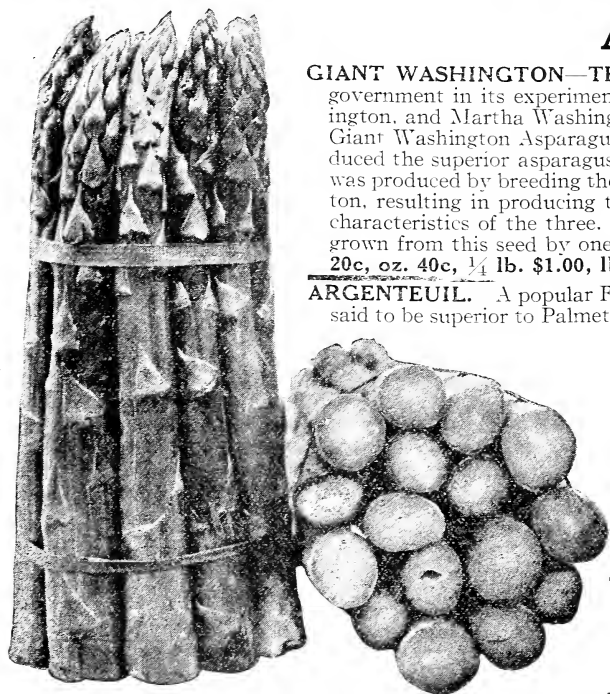 A
GIANT WASHINGTON—TH
government in its experimen
ington, and Martha Washing
Giant Washington Asparagu
duced the superior asparagus
was produced by breeding the
ton, resulting in producing t
characteristics of the three.
grown from this seed by one
20c, oz. 40c, ¼ lb. $1.00, l
ARGENTEUIL. A popular F
said to be superior to Palmet